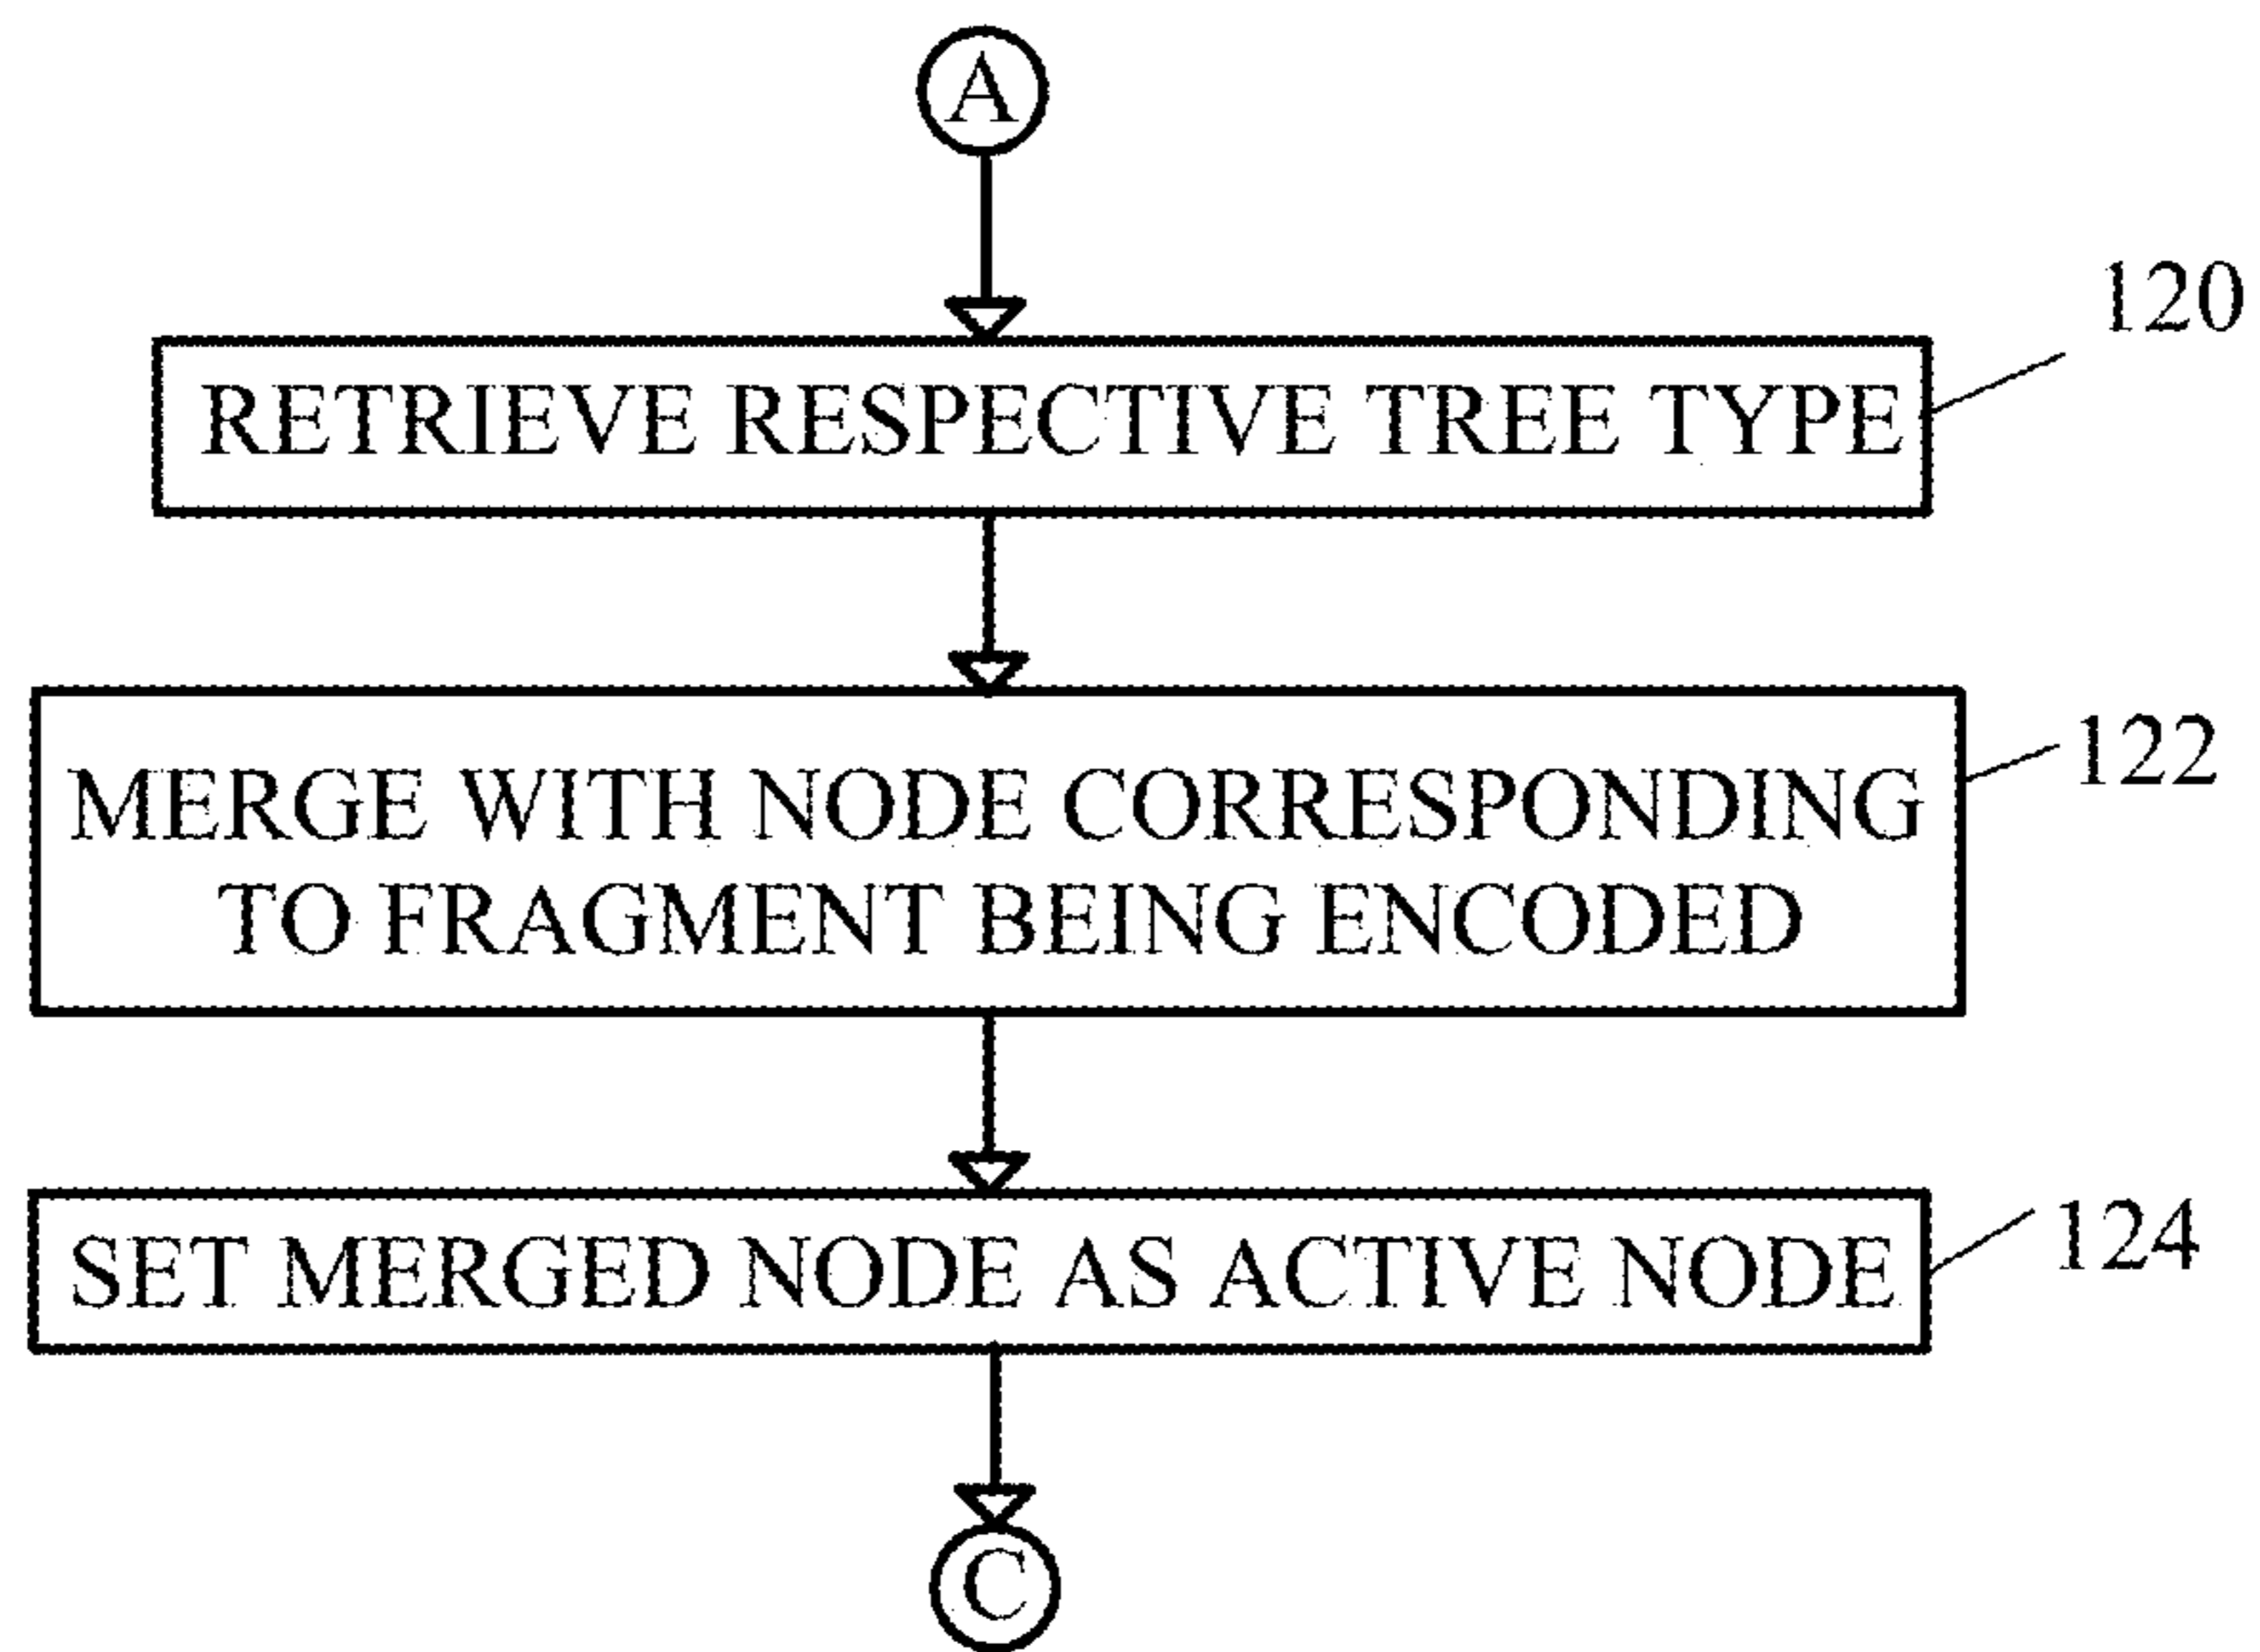 A
120
RETRIEVE RESPECTIVE TREE TYPE
122
MERGE WITH NODE CORRESPONDING
TO FRAGMENT BEING ENCODED
124
SET MERGED NODE AS ACTIVE NODE
C